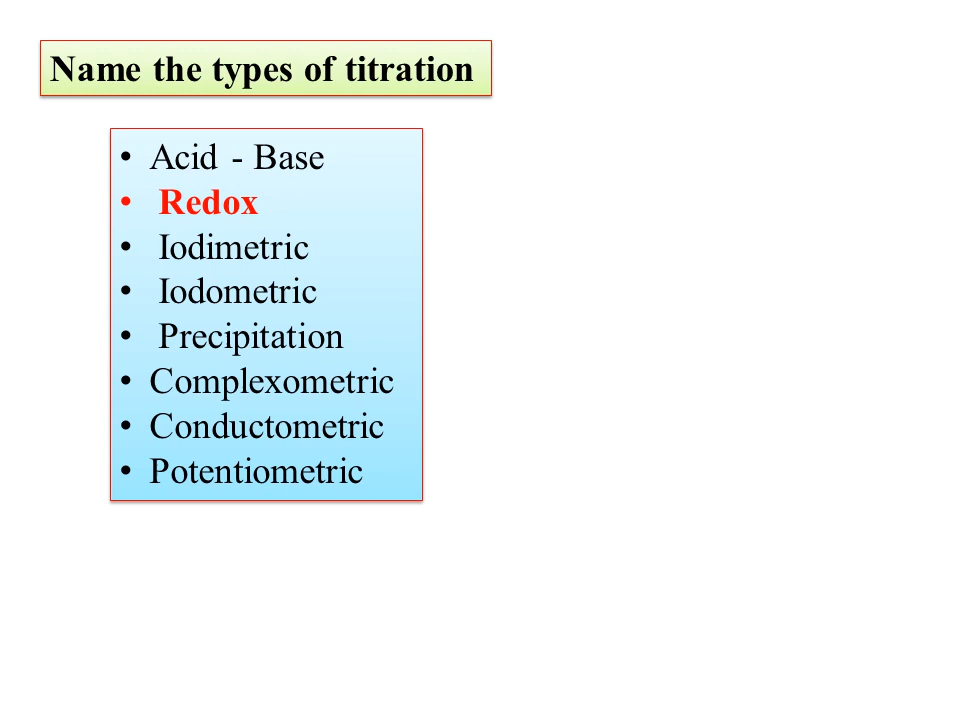 Name the types of titration
• Acid - Base
• Redox
• Iodimetric
• Iodometric
• Precipitation
• Complexometric
• Conductometric
• Potentiometric